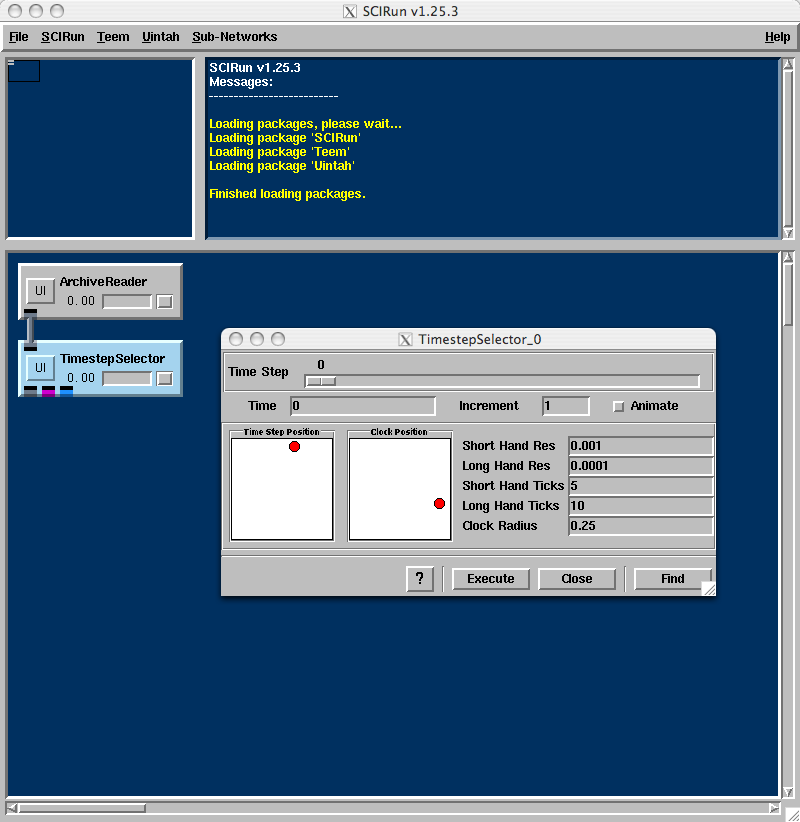 SCIRun v1.25.3
File SCIRun Teem Uintah Sub-Networks Help
SCIRun v1.25.3
Messages:
--------------------------
Loading packages, please wait...
Loading package 'SCIRun'
Loading package 'Teem'
Loading package 'Uintah'
Finished loading packages.
ArchiveReader
UI
0.00
TimestepSelector
UI
0.00
TimestepSelector_0
0
Time Step
Time 0 Increment 1 Animate
Time Step Position
Clock Position
Short Hand Res 0.001
Long Hand Res 0.0001
Short Hand Ticks 5
Long Hand Ticks 10
Clock Radius 0.25
? Execute Close Find